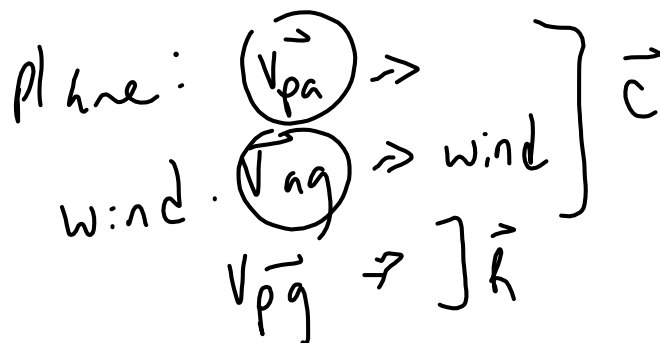 plane: v⃗pa →
wind. v⃗ag → wind ] c⃗
v⃗pg → ] R⃗